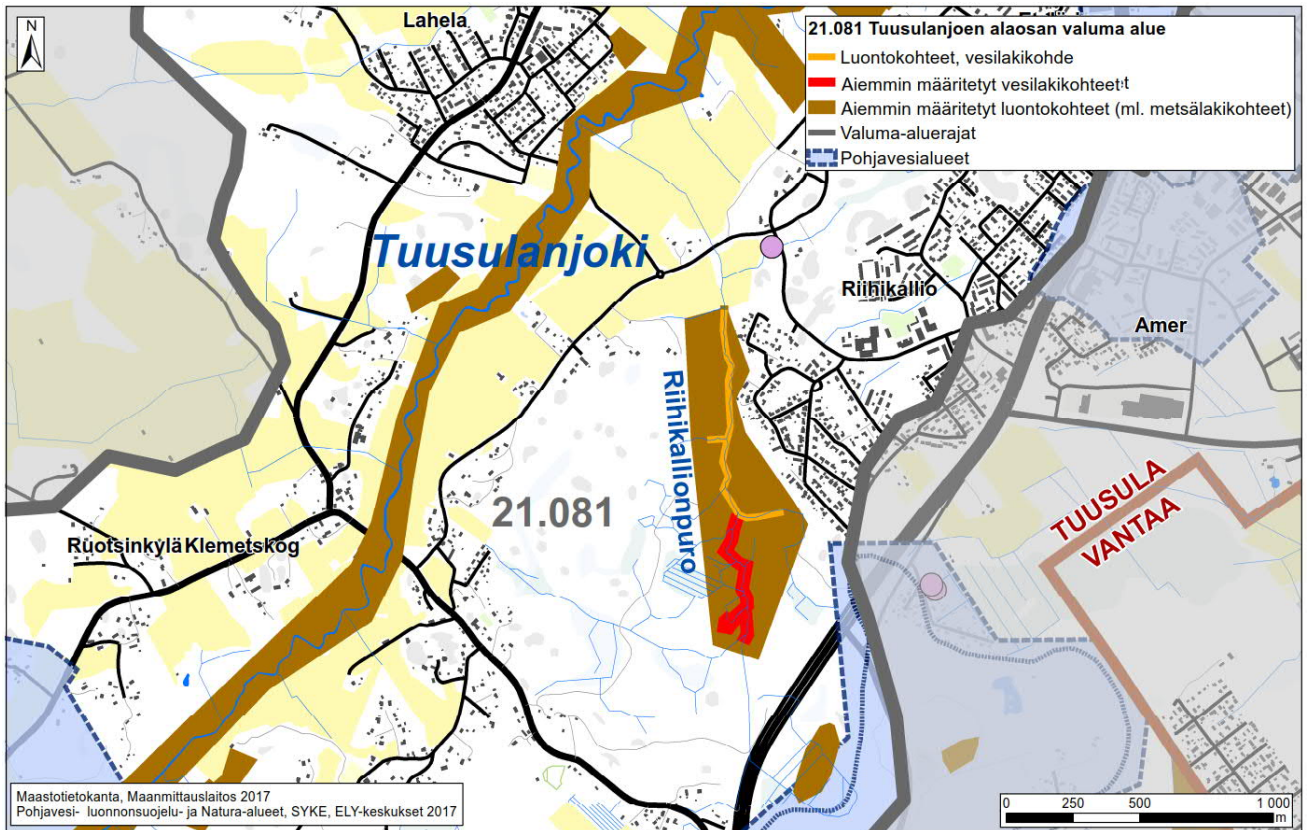 N
Lahela
21.081 Tuusulanjoen alaosan valuma alue
Luontokohteet, vesilakikohde
Aiemmin määritetyt vesilakikohteet t
Aiemmin määritetyt luontokohteet (ml. metsälakikohteet)
Valuma-aluerajat
Pohjavesialueet
Tuusulanjoki
Riihikallio
Amer
Riihikallionpuro
21.081
TUUSULA
VANTAA
Ruotsinkylä Klemetskog
Maastotietokanta, Maanmittauslaitos 2017
Pohjavesi- luonnonsuojelu- ja Natura-alueet, SYKE, ELY-keskukset 2017
0 250 500 1 000
m